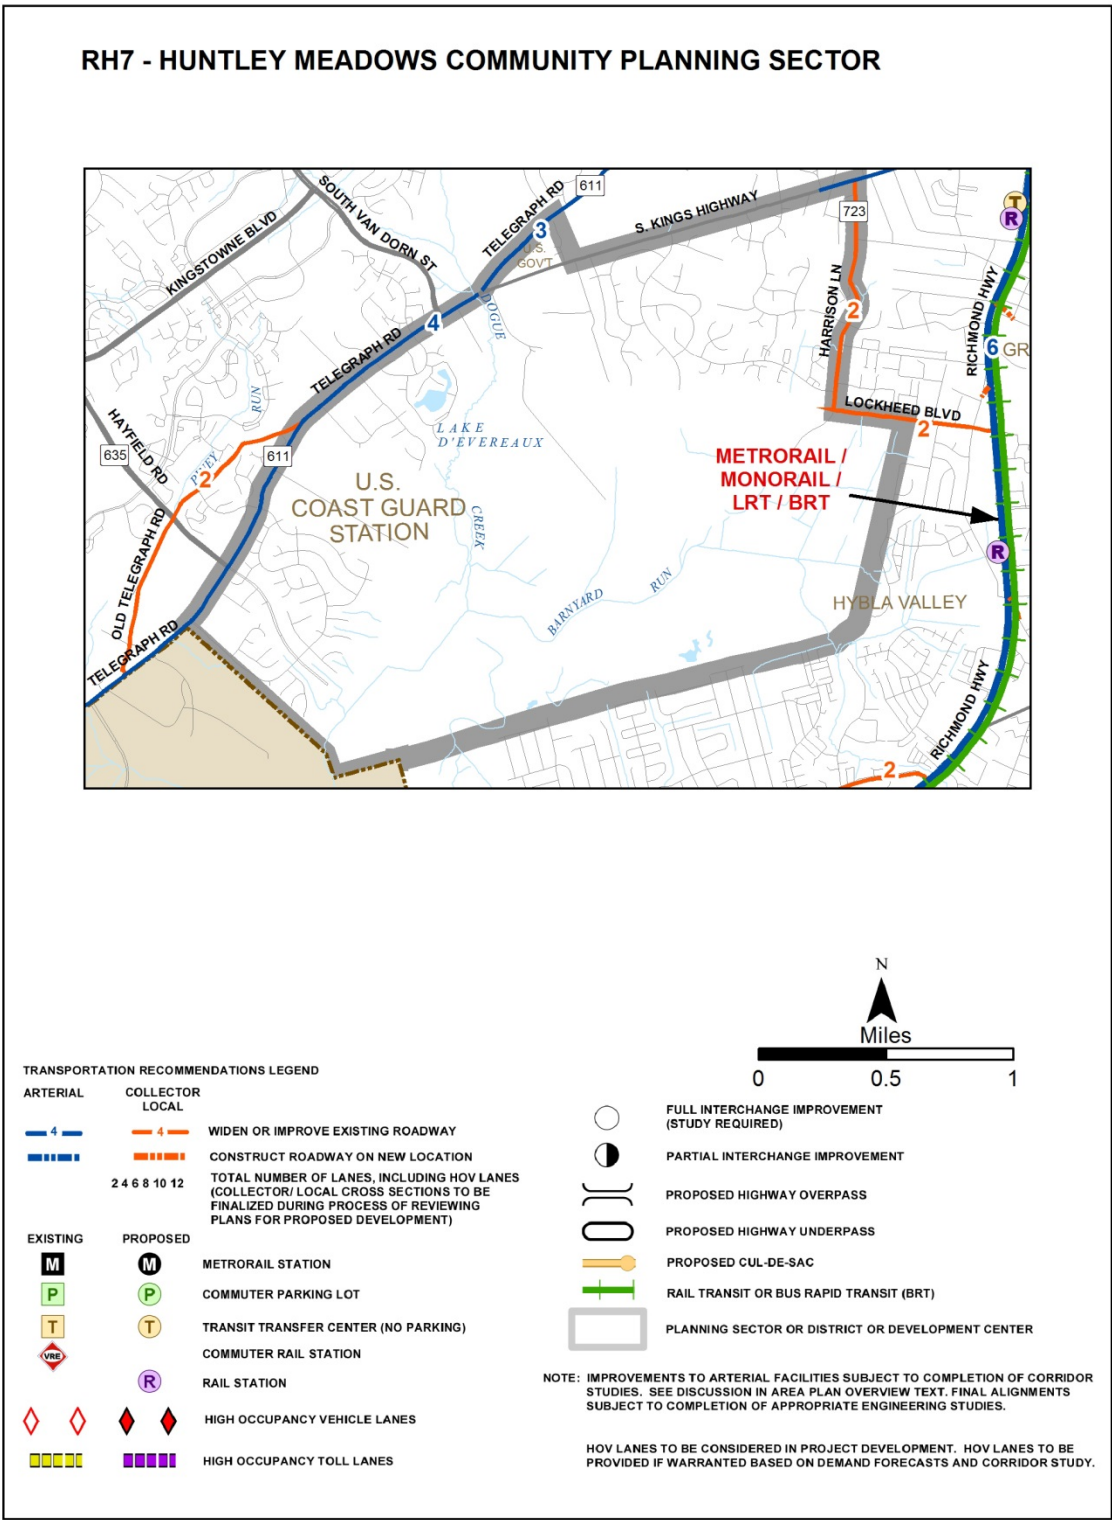 RH7 - HUNTLEY MEADOWS COMMUNITY PLANNING SECTOR
SOUTH VAN DORN ST
KINGSTOWNE BLVD
TELEGRAPH RD
611
3
U.S.
GOV'T
S. KINGS HIGHWAY
723
T
R
RICHMOND HWY
HARRISON LN
2
6
GR
4
DOGUE
TELEGRAPH RD
RUN
HAYFIELD RD
635
PINEY
2
611
LAKE
D'EVEREAUX
LOCKHEED BLVD
2
METRORAIL /
MONORAIL /
LRT / BRT
U.S.
COAST GUARD
STATION
CREEK
R
OLD TELEGRAPH RD
BARNYARD
RUN
HYBLA VALLEY
TELEGRAPH RD
RICHMOND HWY
2
N
Miles
0 0.5 1
TRANSPORTATION RECOMMENDATIONS LEGEND
ARTERIAL
COLLECTOR
LOCAL
4 4 WIDEN OR IMPROVE EXISTING ROADWAY
CONSTRUCT ROADWAY ON NEW LOCATION
2 4 6 8 10 12 TOTAL NUMBER OF LANES, INCLUDING HOV LANES
(COLLECTOR/ LOCAL CROSS SECTIONS TO BE
FINALIZED DURING PROCESS OF REVIEWING
PLANS FOR PROPOSED DEVELOPMENT)
EXISTING PROPOSED
M M METRORAIL STATION
P P COMMUTER PARKING LOT
T T TRANSIT TRANSFER CENTER (NO PARKING)
VRE COMMUTER RAIL STATION
R RAIL STATION
HIGH OCCUPANCY VEHICLE LANES
HIGH OCCUPANCY TOLL LANES
FULL INTERCHANGE IMPROVEMENT
(STUDY REQUIRED)
PARTIAL INTERCHANGE IMPROVEMENT
PROPOSED HIGHWAY OVERPASS
PROPOSED HIGHWAY UNDERPASS
PROPOSED CUL-DE-SAC
RAIL TRANSIT OR BUS RAPID TRANSIT (BRT)
PLANNING SECTOR OR DISTRICT OR DEVELOPMENT CENTER
NOTE: IMPROVEMENTS TO ARTERIAL FACILITIES SUBJECT TO COMPLETION OF CORRIDOR
STUDIES. SEE DISCUSSION IN AREA PLAN OVERVIEW TEXT. FINAL ALIGNMENTS
SUBJECT TO COMPLETION OF APPROPRIATE ENGINEERING STUDIES.
HOV LANES TO BE CONSIDERED IN PROJECT DEVELOPMENT. HOV LANES TO BE
PROVIDED IF WARRANTED BASED ON DEMAND FORECASTS AND CORRIDOR STUDY.